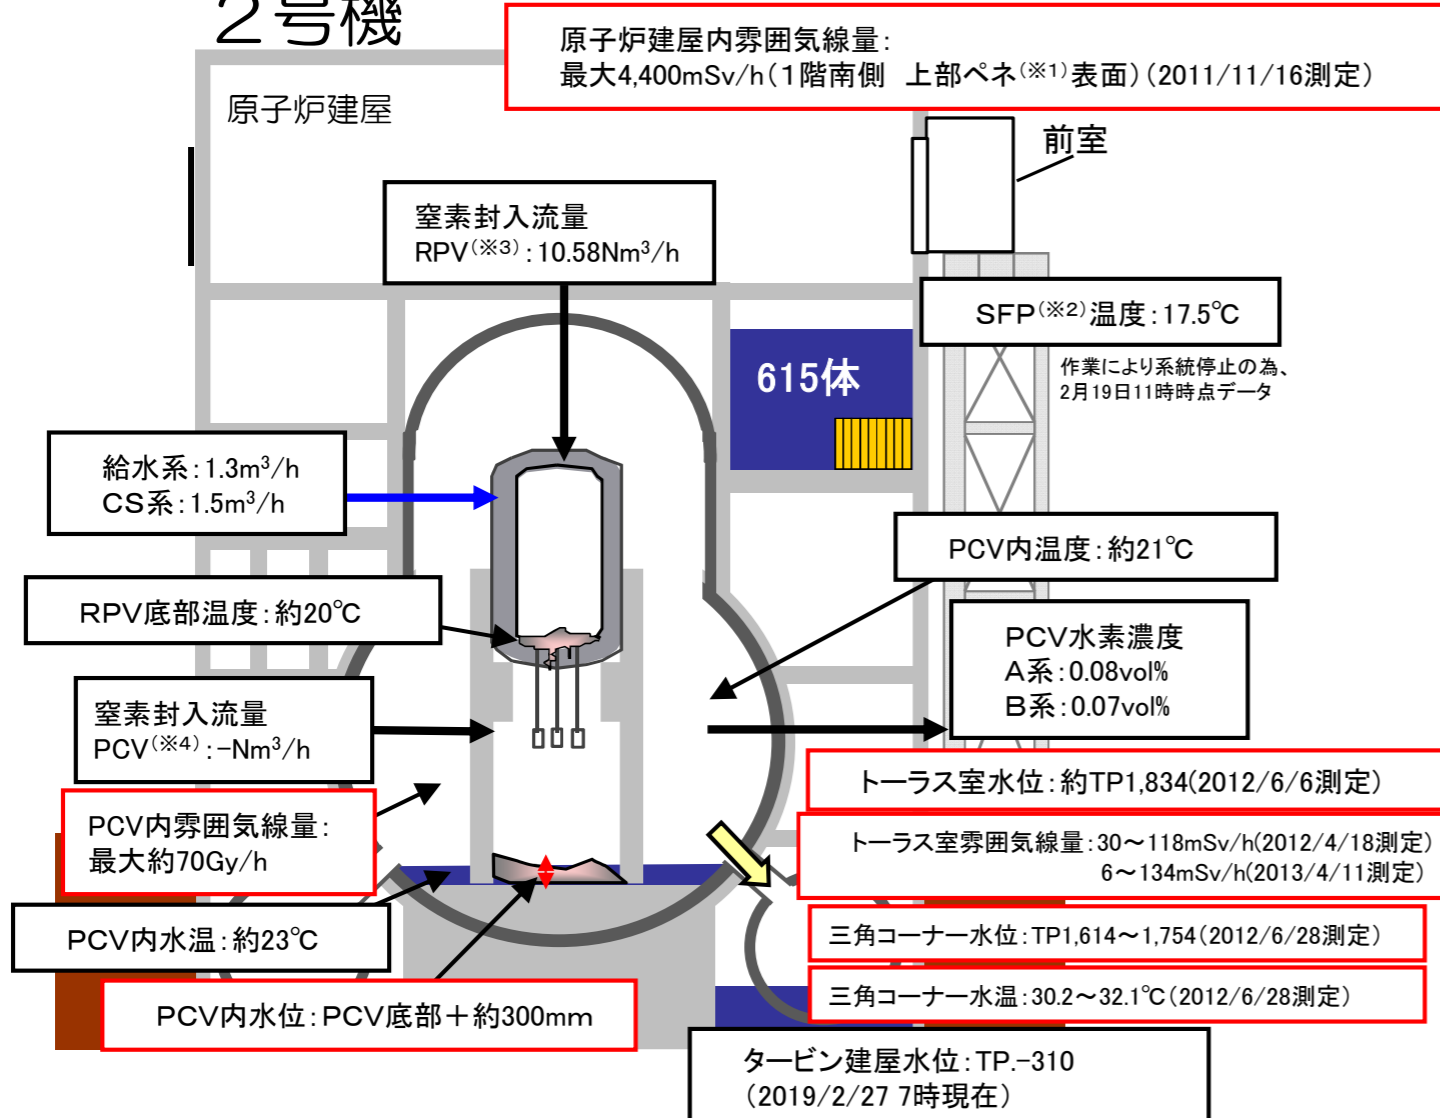 2号機
原子炉建屋内雰囲気線量:
最大4,400mSv/h(1階南側 上部ペネ(※1)表面)(2011/11/16測定)
原子炉建屋
前室
窒素封入流量
RPV(※3):10.58Nm³/h
SFP(※2)温度:17.5℃
作業により系統停止の為、
2月19日11時時点データ
615体
給水系:1.3m³/h
CS系:1.5m³/h
PCV内温度:約21℃
RPV底部温度:約20℃
PCV水素濃度
A系:0.08vol%
B系:0.07vol%
窒素封入流量
PCV(※4):-Nm³/h
トーラス室水位:約TP1,834(2012/6/6測定)
PCV内雰囲気線量:
最大約70Gy/h
トーラス室雰囲気線量:30~118mSv/h(2012/4/18測定)
6~134mSv/h(2013/4/11測定)
PCV内水温:約23℃
三角コーナー水位:TP1,614~1,754(2012/6/28測定)
三角コーナー水温:30.2~32.1℃(2012/6/28測定)
PCV内水位:PCV底部+約300mm
タービン建屋水位:TP.-310
(2019/2/27 7時現在)